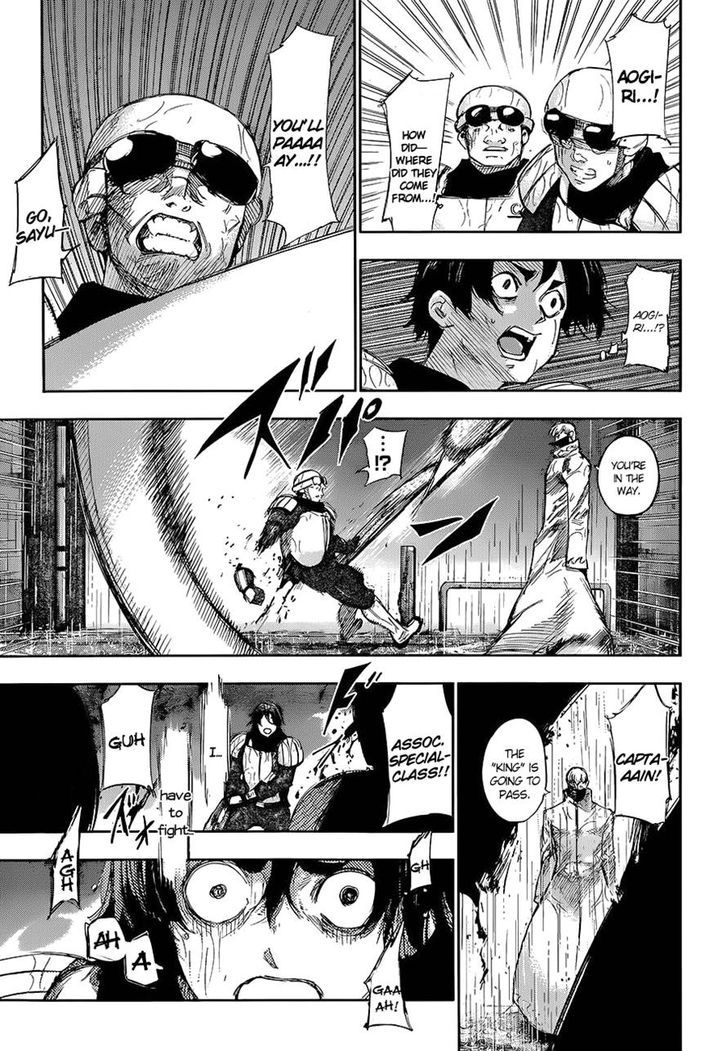 AOGI-
RI...!
HOW
DID—
WHERE
DID THEY
COME
FROM...!
YOU'LL
PAAAA
AY...!!
GO,
SAYU—
AOGI-
RI...!?
YOU'RE
IN THE
WAY.
...
!?
ズッ
CAPTA-
AAIN!
THE
"KING" IS
GOING TO
PASS.
ASSOC.
SPECIAL-
CLASS!!
I...
have
to
fight
GUH
GH
AGH
AH
A
GAA
AH!